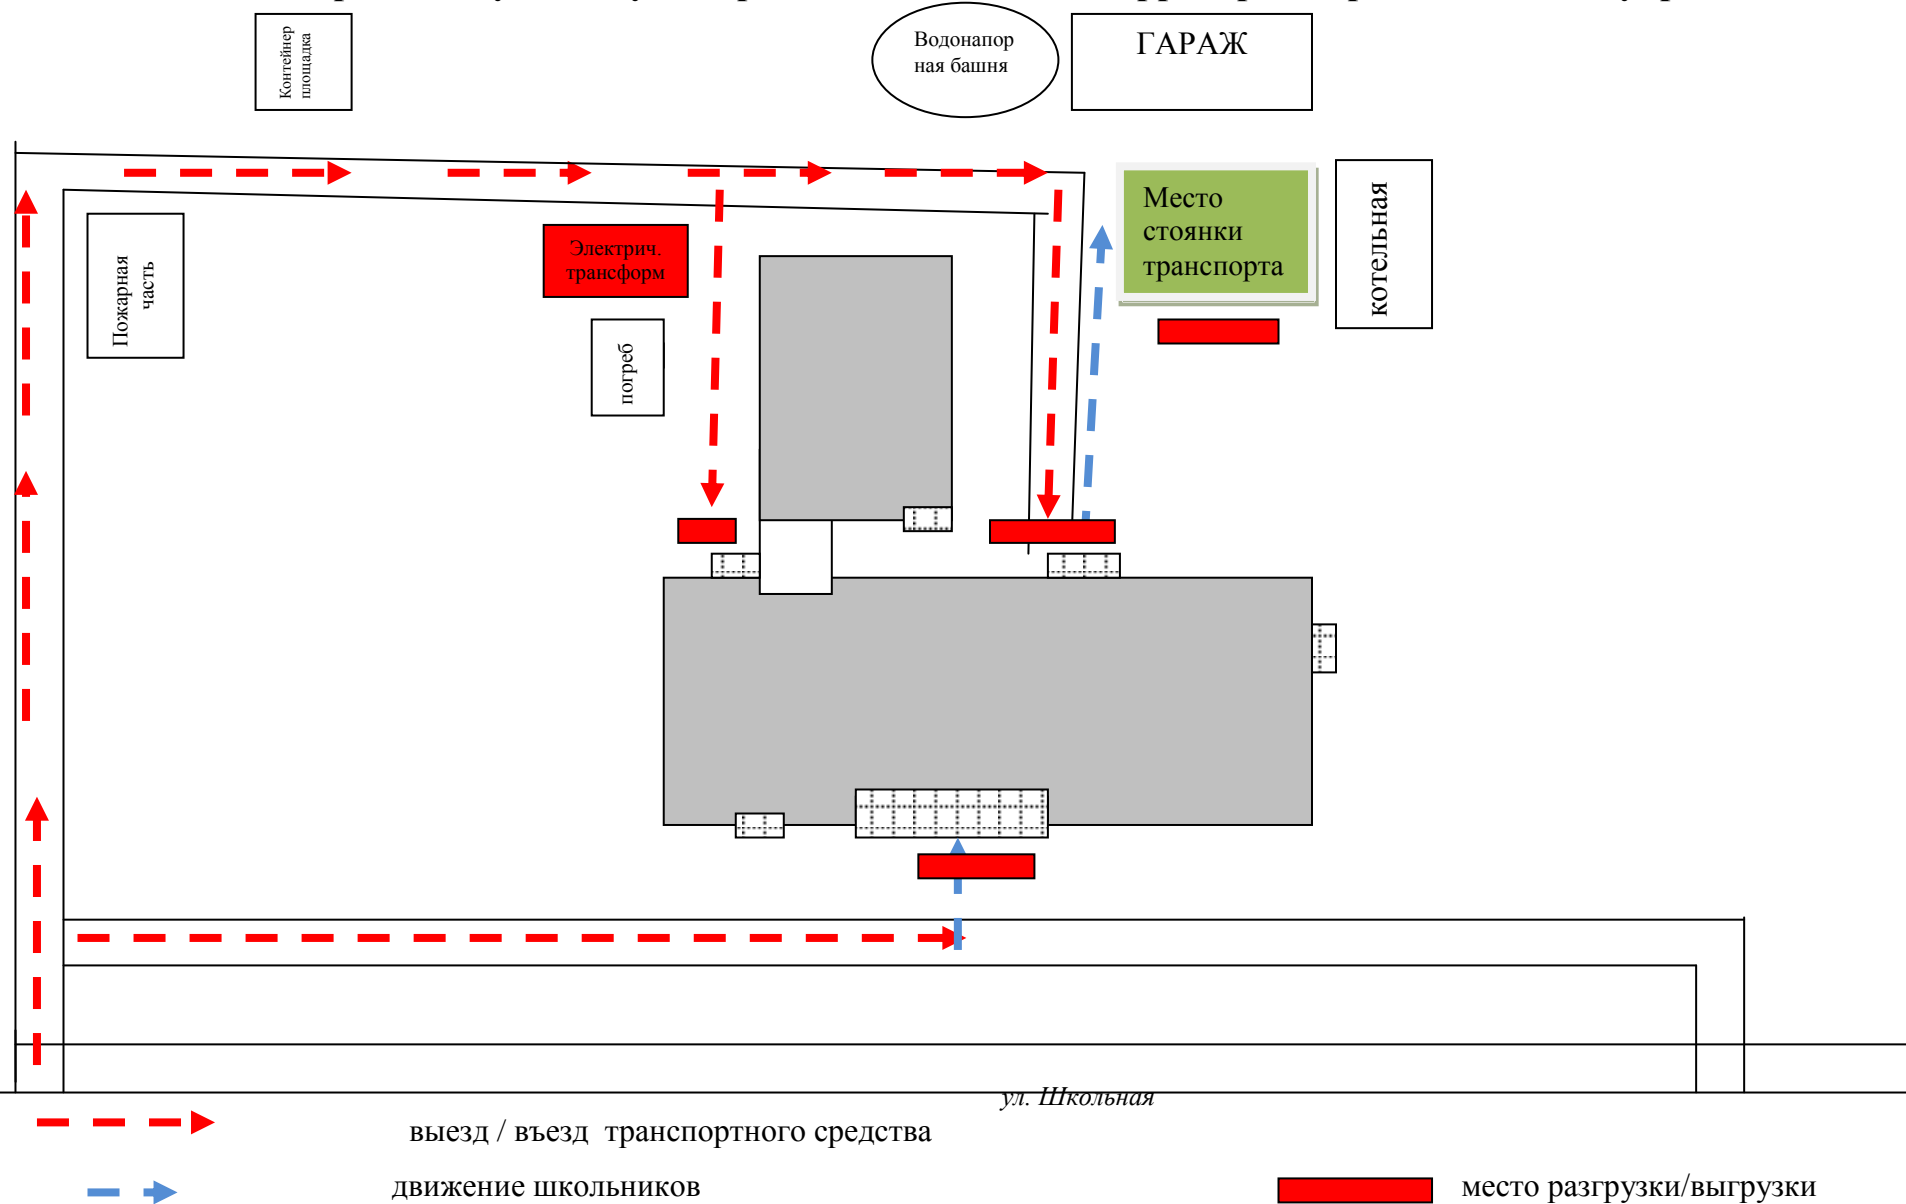 Контейнер
площадка
Водонапор
ная башня
ГАРАЖ
Место
стоянки
транспорта
котельная
Пожарная
часть
Электрич.
трансформ
погреб
ул. Школьная
выезд / въезд транспортного средства
движение школьников
место разгрузки/выгрузки